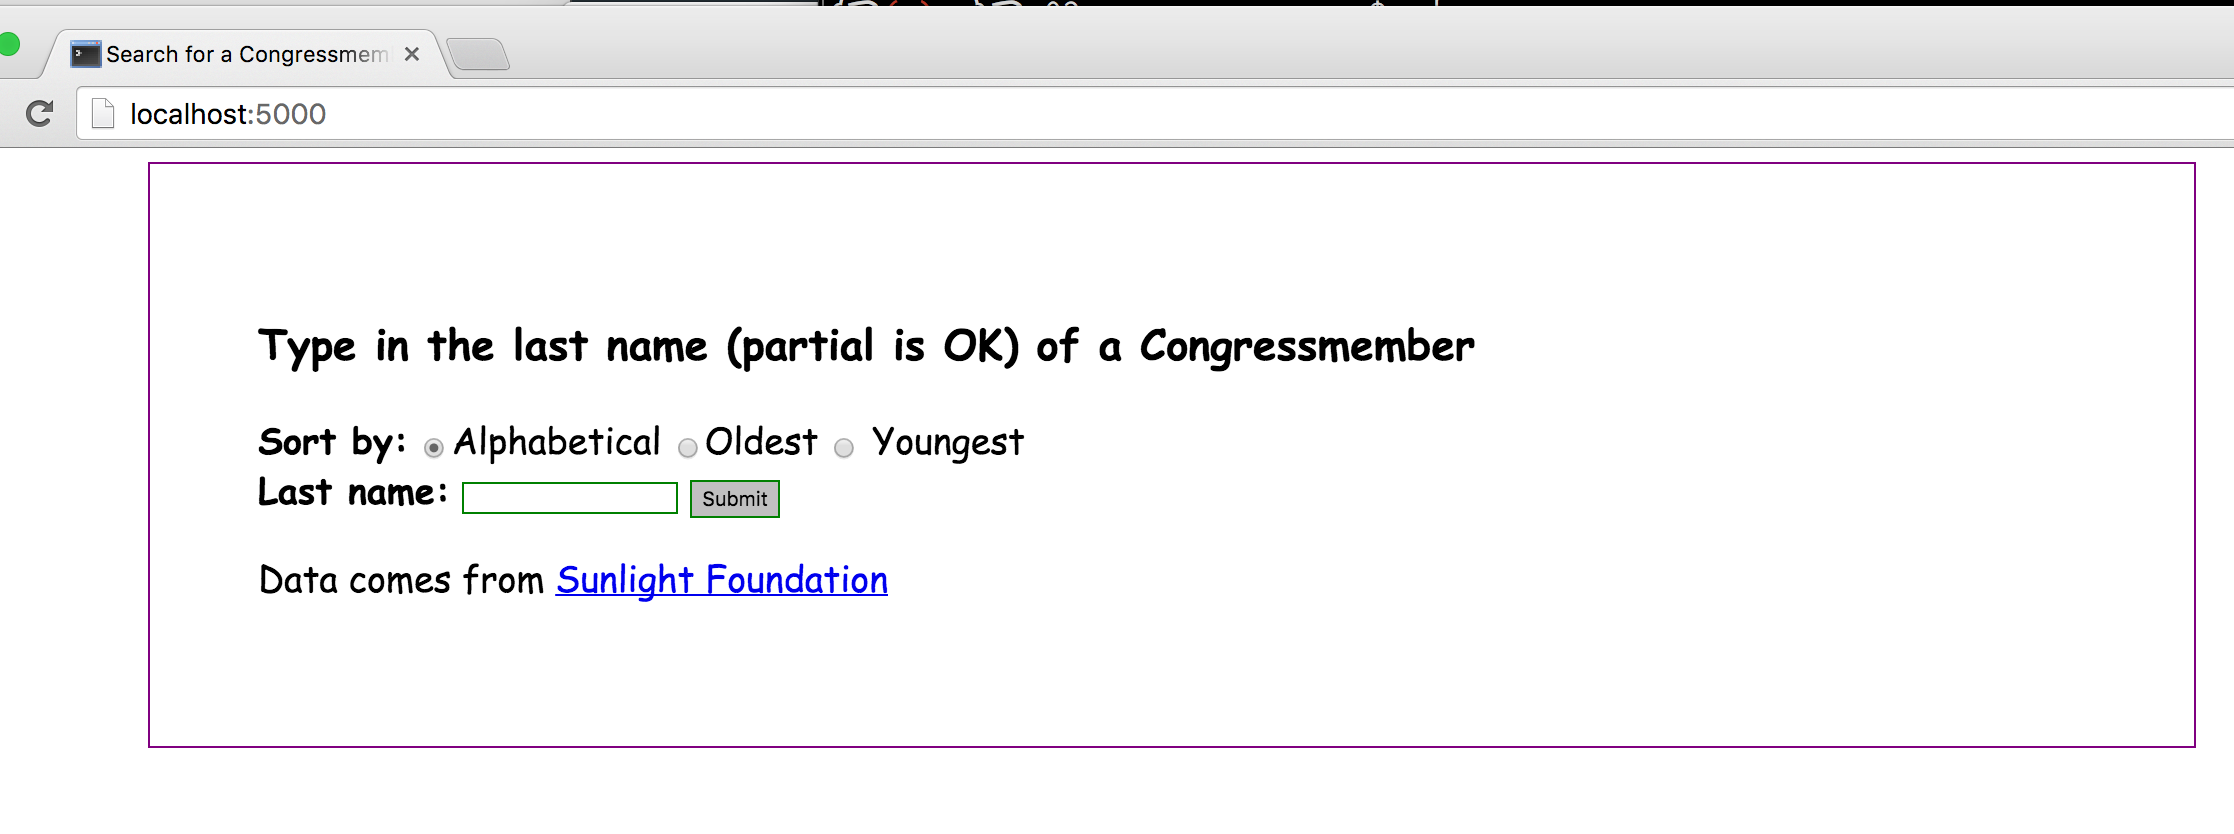 Search for a Congressmem
localhost:5000
Type in the last name (partial is OK) of a Congressmember
Sort by: Alphabetical Oldest Youngest
Last name: Submit
Data comes from Sunlight Foundation